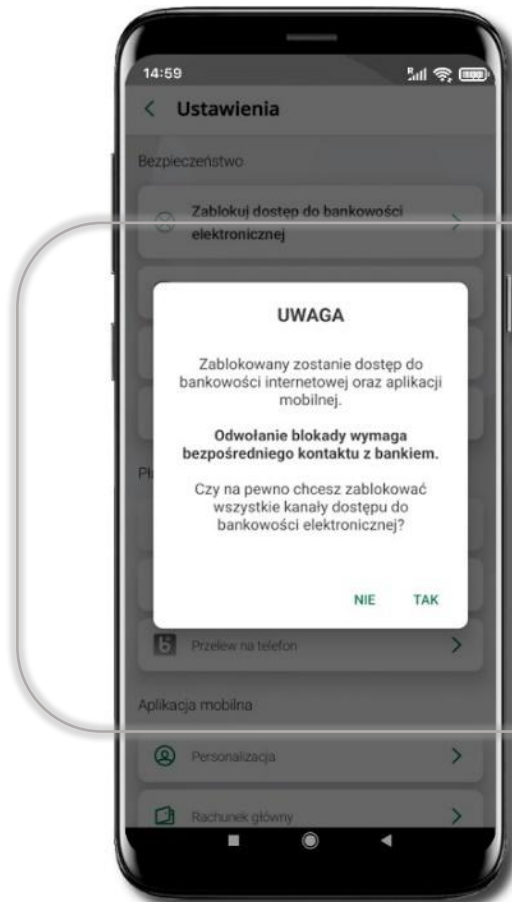 14:59
Ustawienia
Bezpieczeństwo
Zablokuj dostęp do bankowości
elektronicznej
UWAGA
Zablokowany zostanie dostęp do
bankowości internetowej oraz aplikacji
mobilnej.
Odwołanie blokady wymaga
bezpośredniego kontaktu z bankiem.
Czy na pewno chcesz zablokować
wszystkie kanały dostępu do
bankowości elektronicznej?
NIE TAK
Przelew na telefon
Aplikacja mobilna
Personalizacja
Rachunek główny